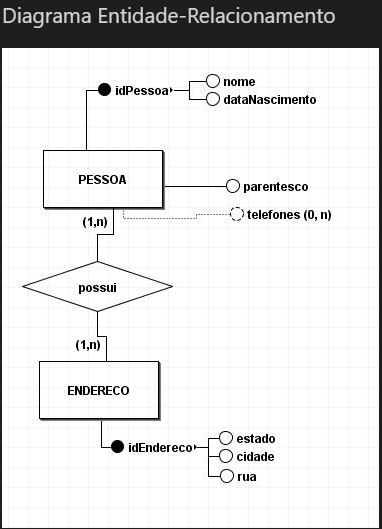 Diagrama Entidade-Relacionamento
idPessoa
nome
dataNascimento
PESSOA
parentesco
telefones (0, n)
(1,n)
possui
(1,n)
ENDERECO
idEndereco
estado
cidade
rua